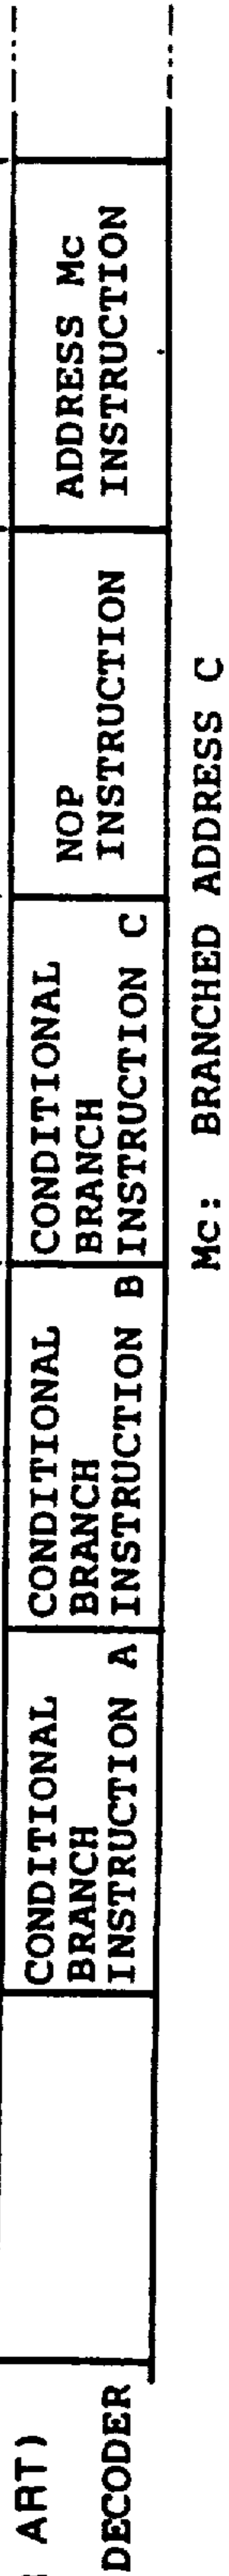 ART)
DECODER
CONDITIONAL
BRANCH
INSTRUCTION A
CONDITIONAL
BRANCH
INSTRUCTION B
CONDITIONAL
BRANCH
INSTRUCTION C
NOP
INSTRUCTION
ADDRESS Mc
INSTRUCTION
Mc: BRANCHED ADDRESS C